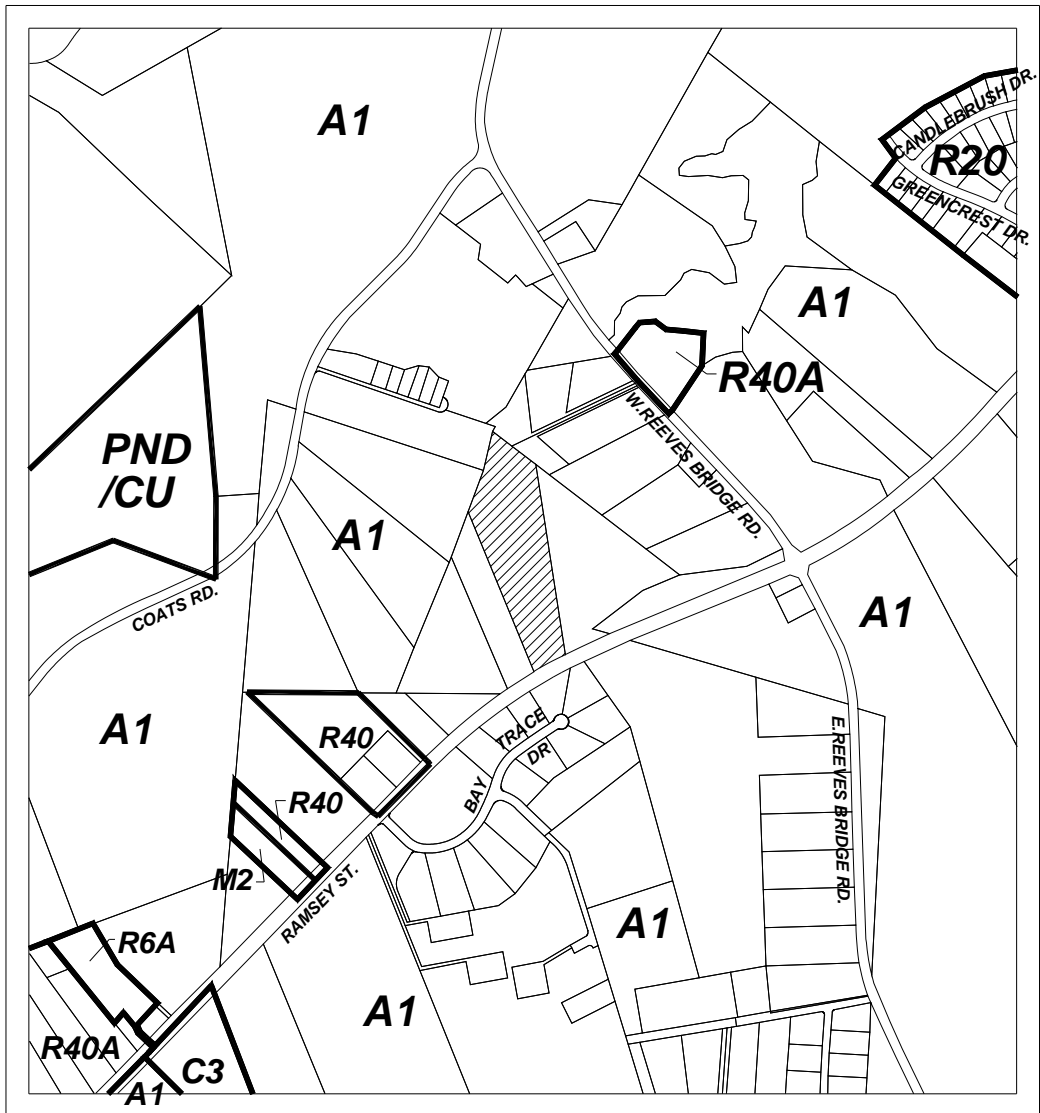 A1
CANDLEBRUSH DR.
R20
GREENCREST DR.
A1
R40A
PND
/CU
W.REEVES BRIDGE RD.
A1
COATS RD.
A1
A1
R40
TRACE
DR
BAY
E.REEVES BRIDGE RD.
R40
M2
RAMSEY ST.
A1
R6A
A1
R40A
C3
A1